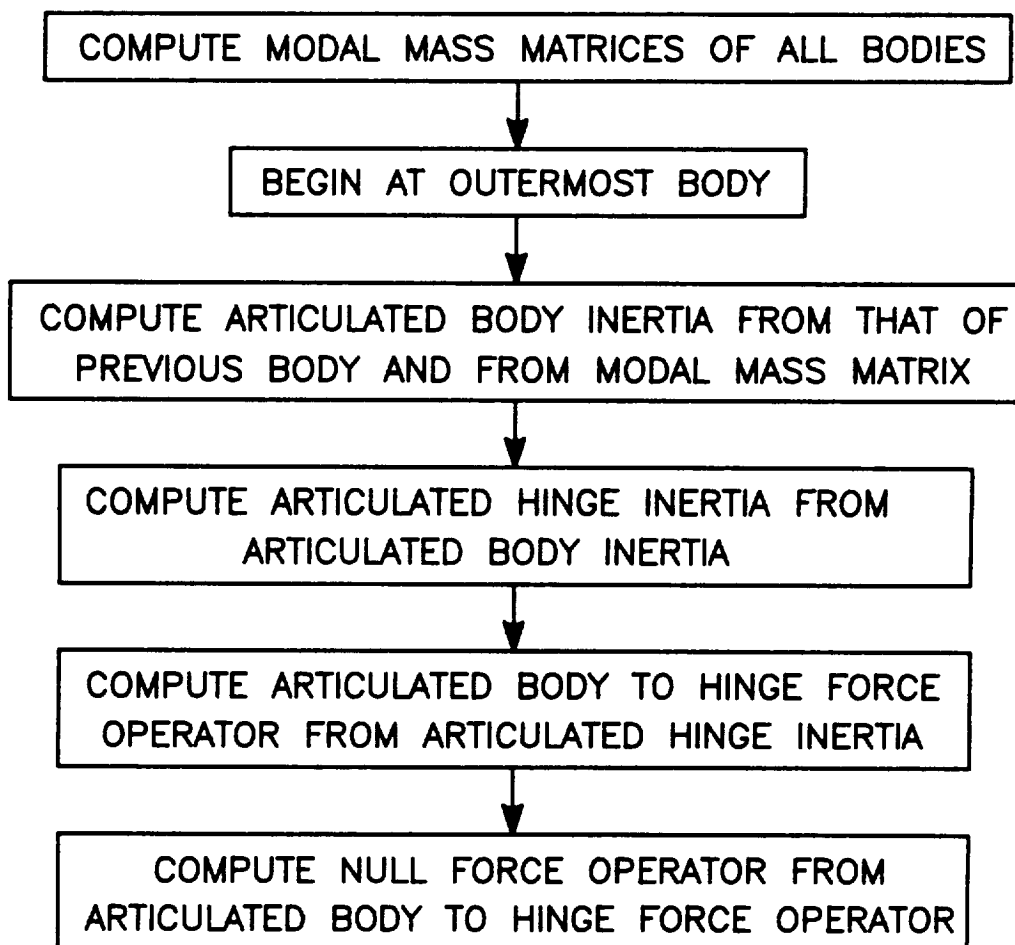 COMPUTE MODAL MASS MATRICES OF ALL BODIES
BEGIN AT OUTERMOST BODY
COMPUTE ARTICULATED BODY INERTIA FROM THAT OF
PREVIOUS BODY AND FROM MODAL MASS MATRIX
COMPUTE ARTICULATED HINGE INERTIA FROM
ARTICULATED BODY INERTIA
COMPUTE ARTICULATED BODY TO HINGE FORCE
OPERATOR FROM ARTICULATED HINGE INERTIA
COMPUTE NULL FORCE OPERATOR FROM
ARTICULATED BODY TO HINGE FORCE OPERATOR